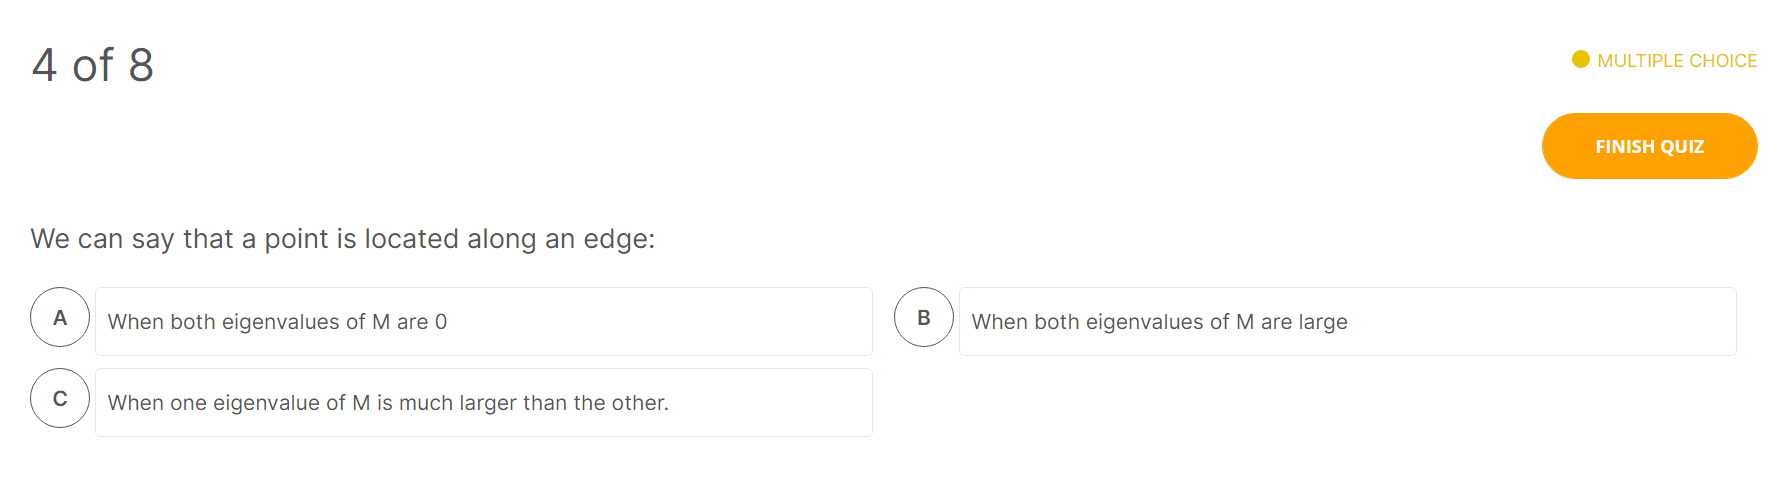 4 of 8
MULTIPLE CHOICE
FINISH QUIZ
We can say that a point is located along an edge:
A When both eigenvalues of M are 0
B When both eigenvalues of M are large
C When one eigenvalue of M is much larger than the other.